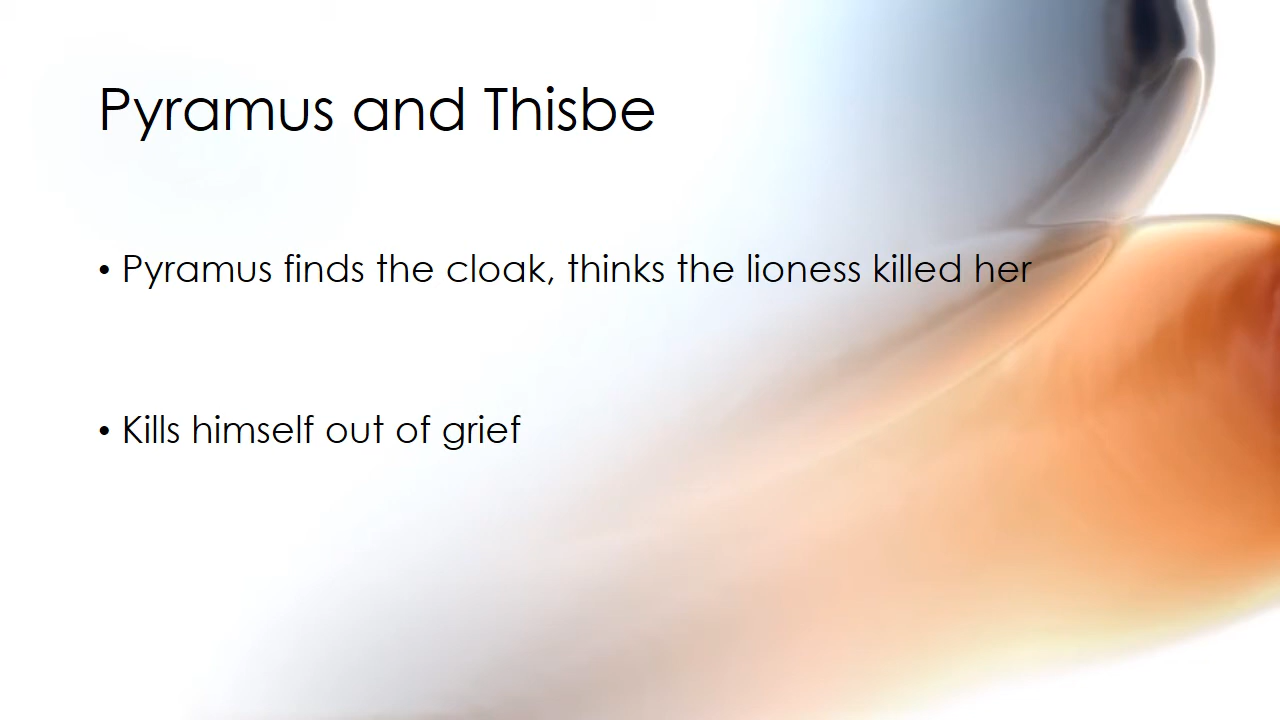 Pyramus and Thisbe
• Pyramus finds the cloak, thinks the lioness killed her
• Kills himself out of grief